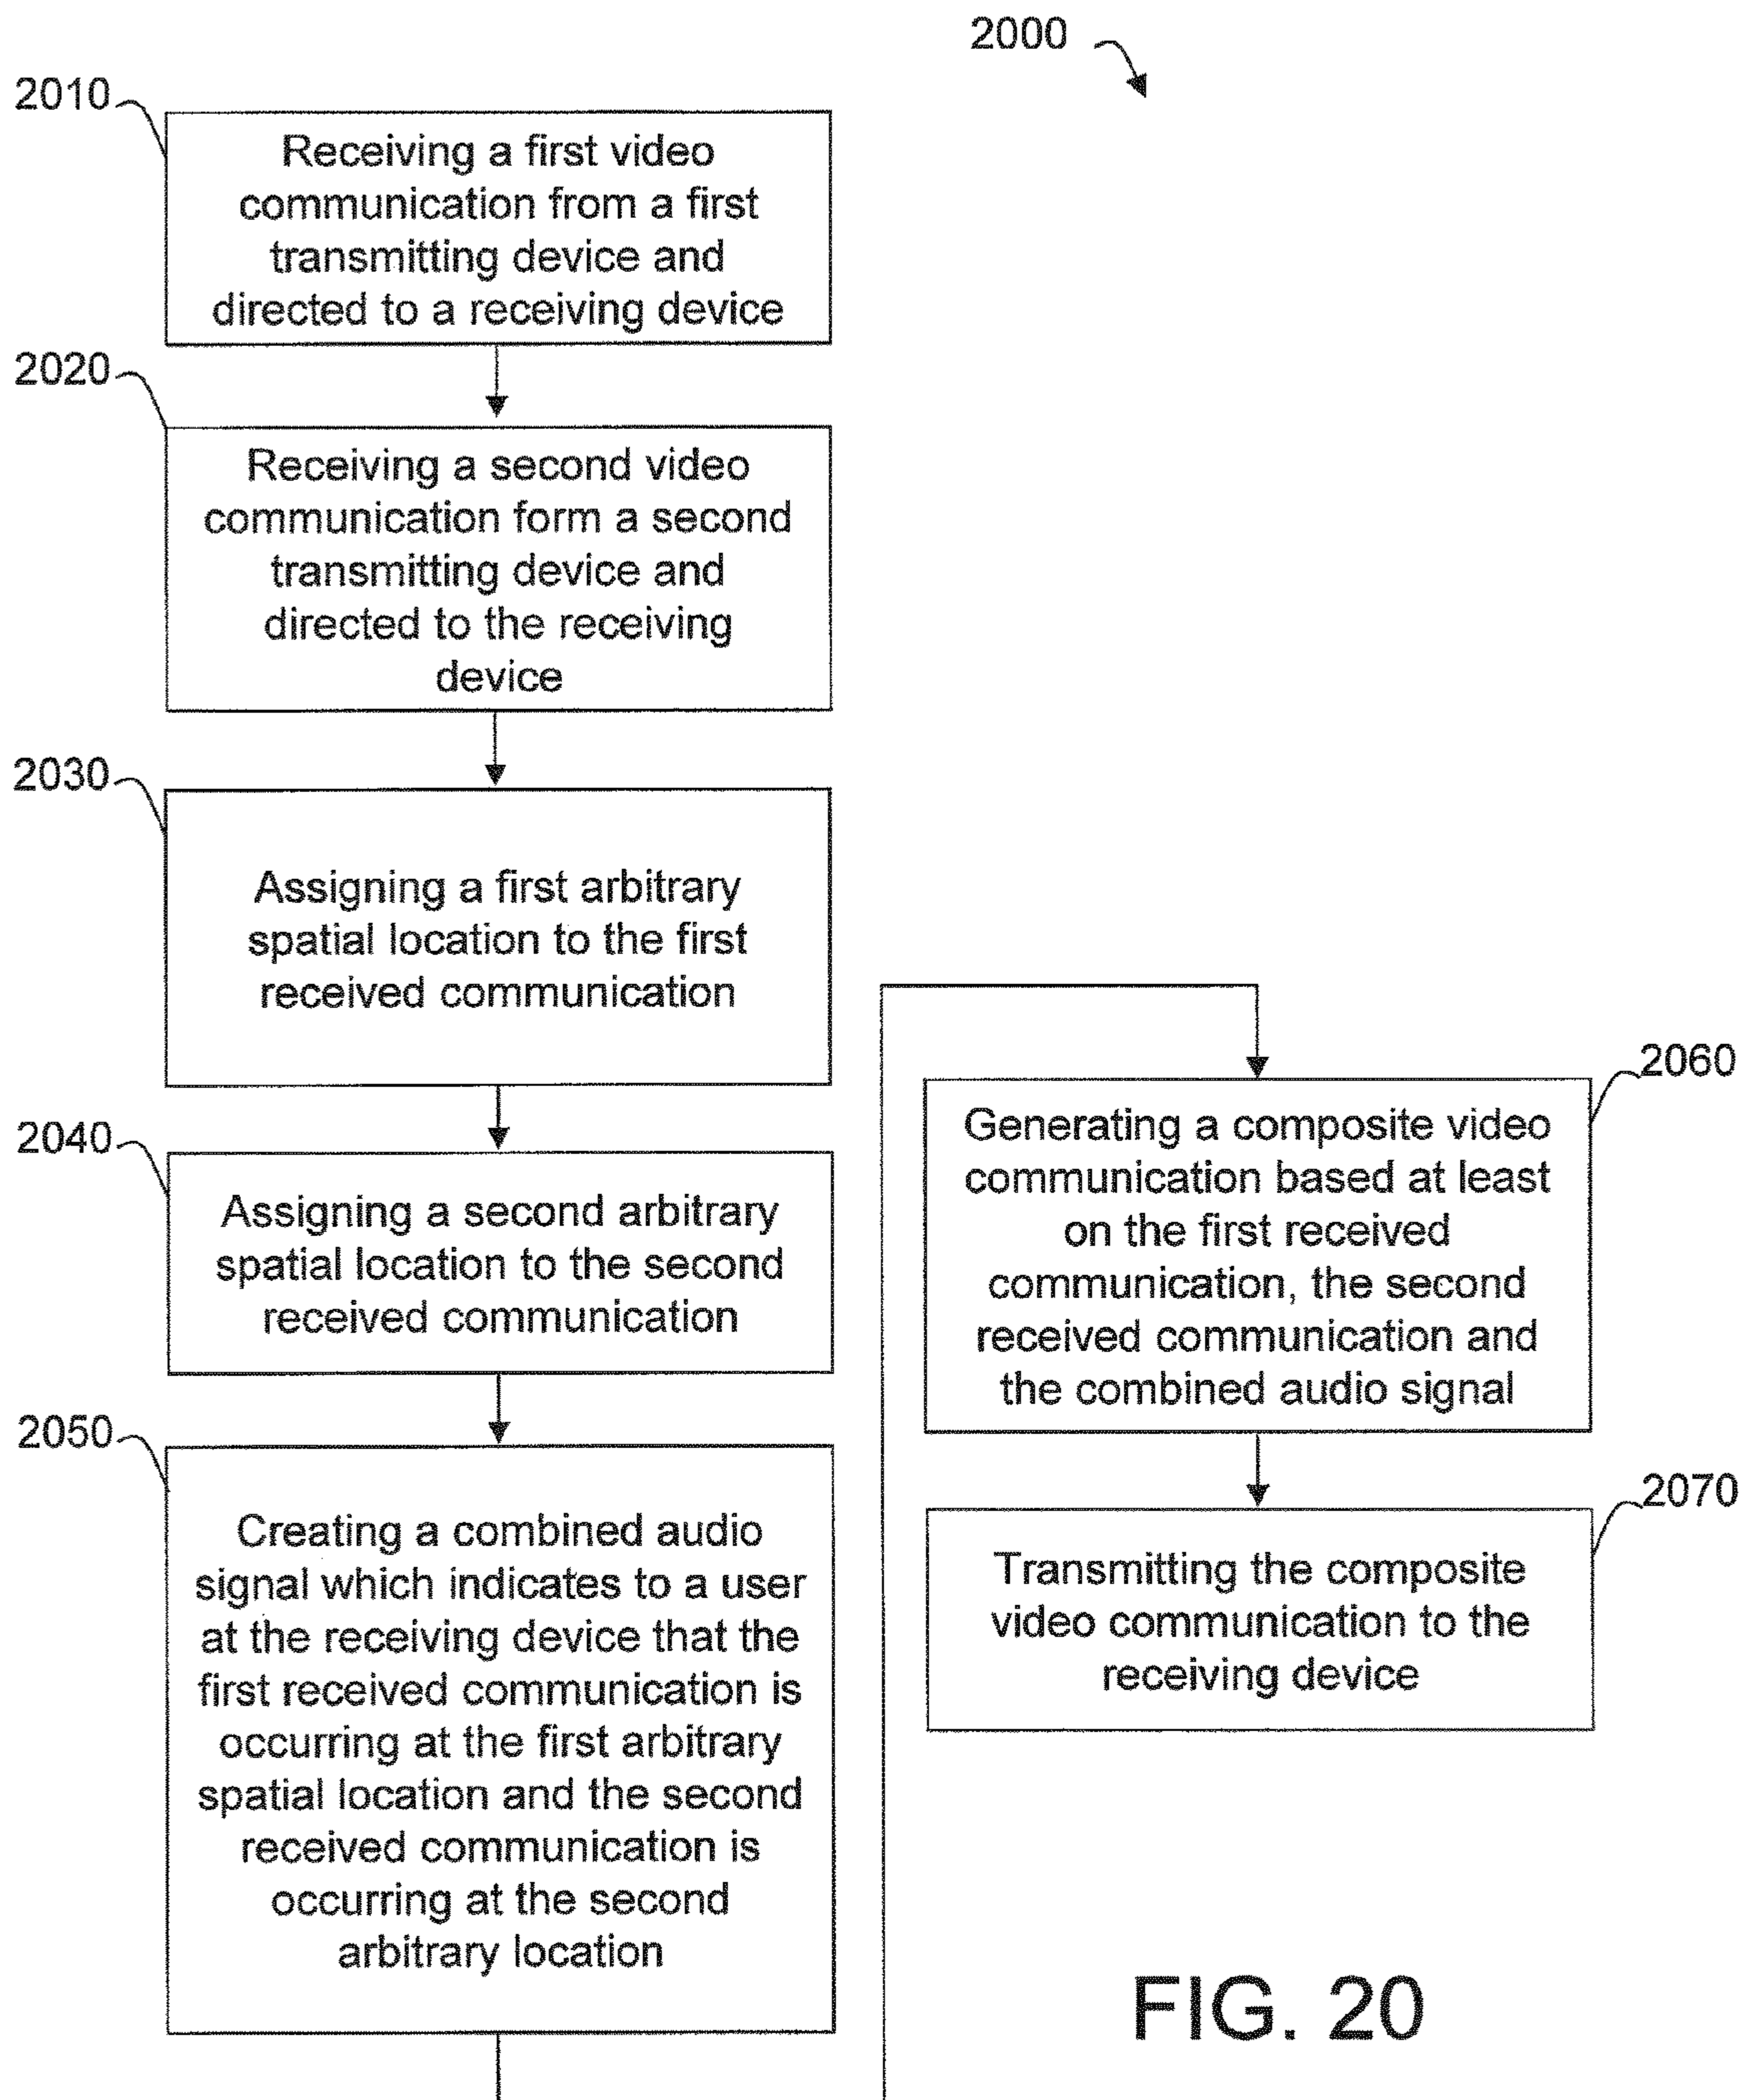 2000
2010
Receiving a first video
communication from a first
transmitting device and
directed to a receiving device
2020
Receiving a second video
communication form a second
transmitting device and
directed to the receiving
device
2030
Assigning a first arbitrary
spatial location to the first
received communication
2040
Assigning a second arbitrary
spatial location to the second
received communication
2050
Creating a combined audio
signal which indicates to a user
at the receiving device that the
first received communication is
occurring at the first arbitrary
spatial location and the second
received communication is
occurring at the second
arbitrary location
2060
Generating a composite video
communication based at least
on the first received
communication, the second
received communication and
the combined audio signal
2070
Transmitting the composite
video communication to the
receiving device
FIG. 20